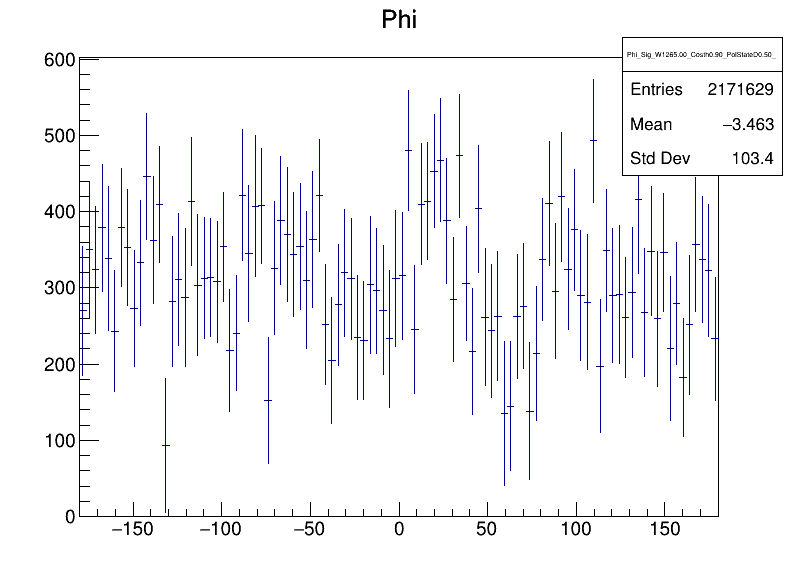 Phi
Phi_Sig_W1265.00_Costh0.90_PolStateD0.50_
Entries 2171629
Mean −3.463
Std Dev 103.4
600
500
400
300
200
100
0
−150 −100 −50 0 50 100 150